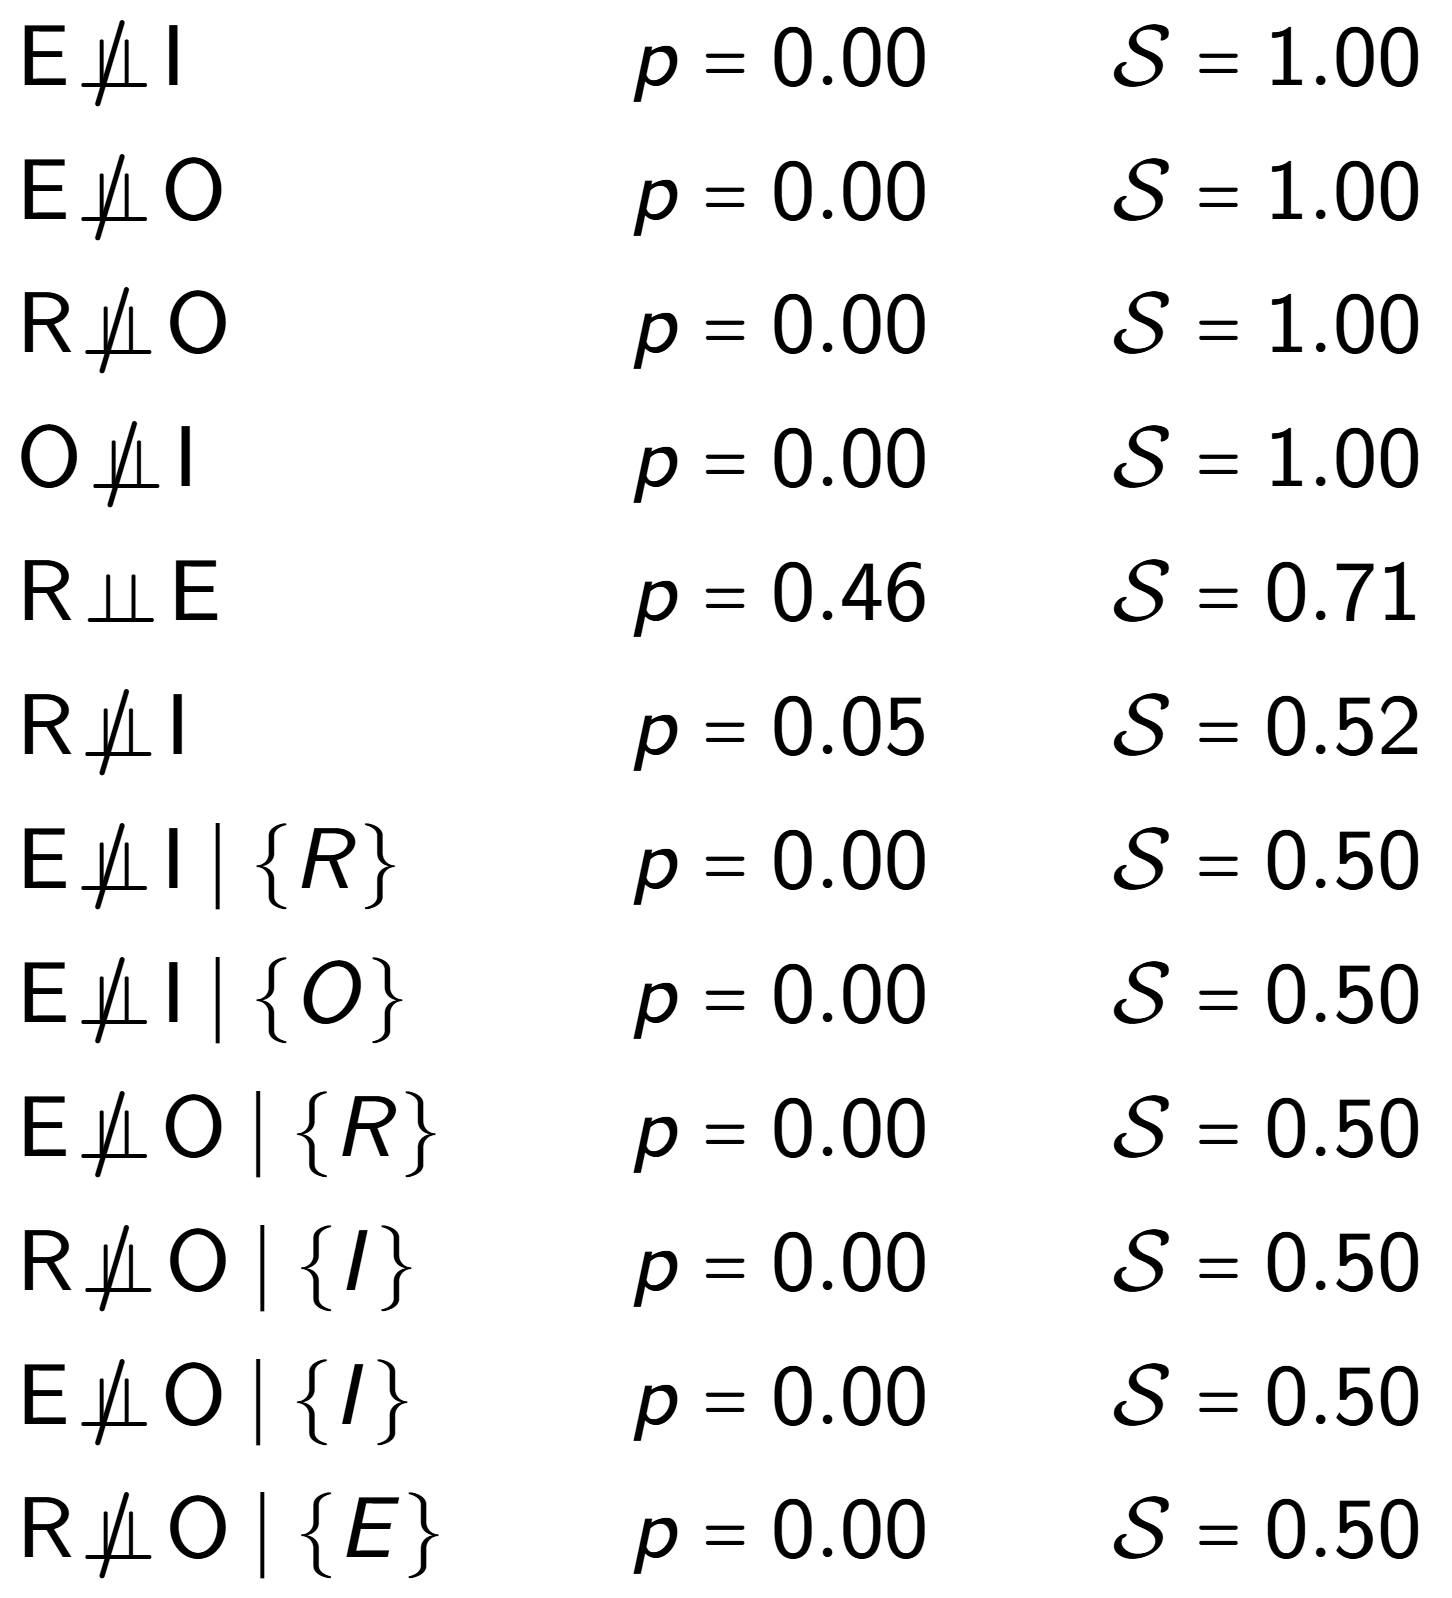 E ⊥̸⊥ I p = 0.00 𝒮 = 1.00
E ⊥̸⊥ O p = 0.00 𝒮 = 1.00
R ⊥̸⊥ O p = 0.00 𝒮 = 1.00
O ⊥̸⊥ I p = 0.00 𝒮 = 1.00
R ⊥⊥ E p = 0.46 𝒮 = 0.71
R ⊥̸⊥ I p = 0.05 𝒮 = 0.52
E ⊥̸⊥ I | {R} p = 0.00 𝒮 = 0.50
E ⊥̸⊥ I | {O} p = 0.00 𝒮 = 0.50
E ⊥̸⊥ O | {R} p = 0.00 𝒮 = 0.50
R ⊥̸⊥ O | {I} p = 0.00 𝒮 = 0.50
E ⊥̸⊥ O | {I} p = 0.00 𝒮 = 0.50
R ⊥̸⊥ O | {E} p = 0.00 𝒮 = 0.50